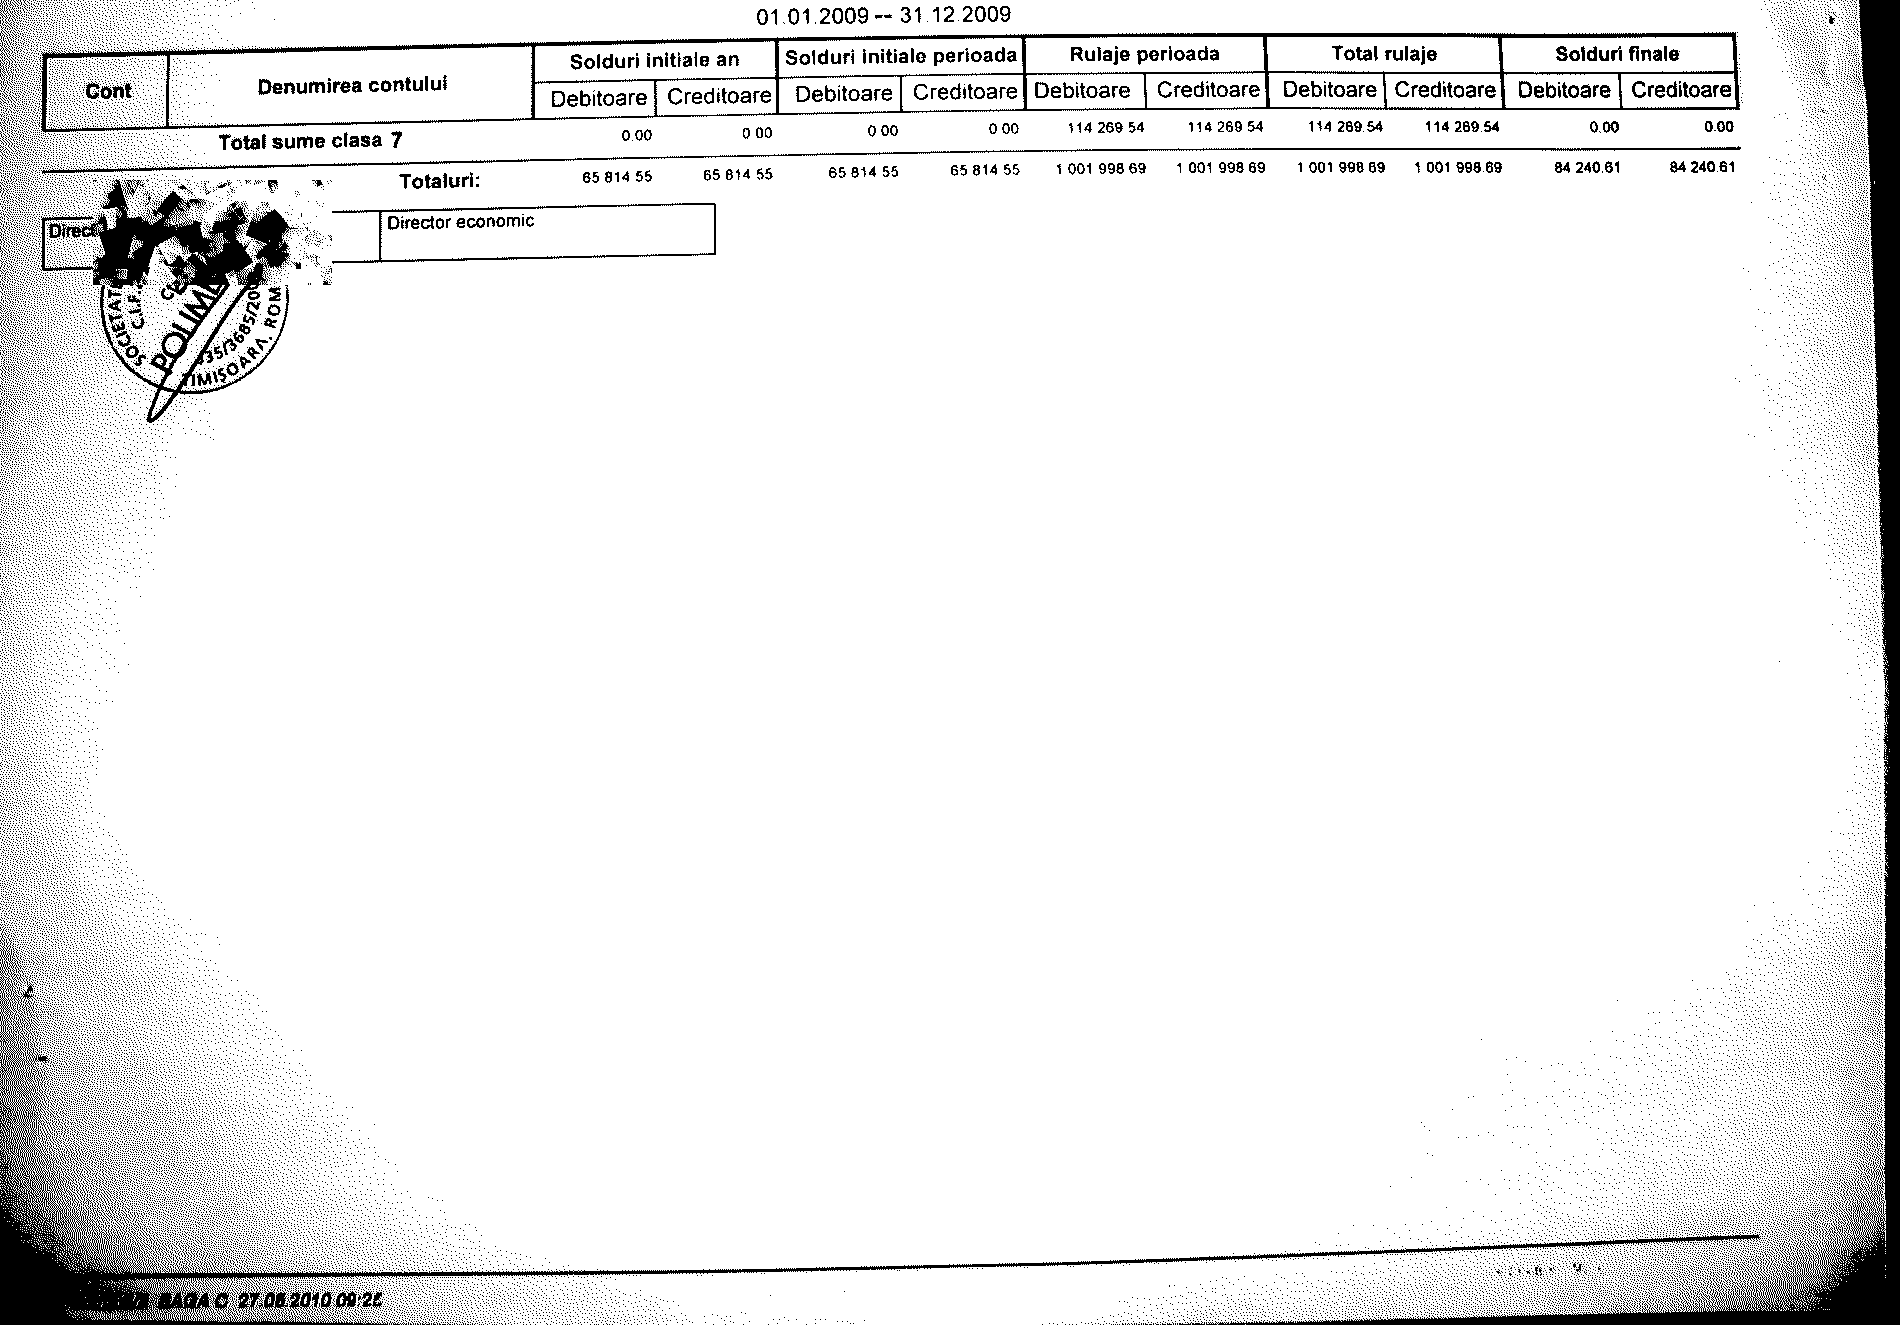 01.01.2009 -- 31.12.2009
Cont Denumirea contului Solduri initiale an Solduri initiale perioada Rulaje perioada Total rulaje Solduri finale
Debitoare Creditoare Debitoare Creditoare Debitoare Creditoare Debitoare Creditoare Debitoare Creditoare
Total sume clasa 7 0.00 0.00 0.00 0.00 114 269 54 114 269 54 114 269.54 114 269.54 0.00 0.00
Totaluri: 65 814 55 65 814 55 65 814 55 65 814 55 1 001 998 69 1 001 998 69 1 001 998 69 1 001 998.69 84 240.61 84 240.61
Director economic
C.I.F.
TIMIȘOARA, ROM
SAGA C 27.05.2010 09:25